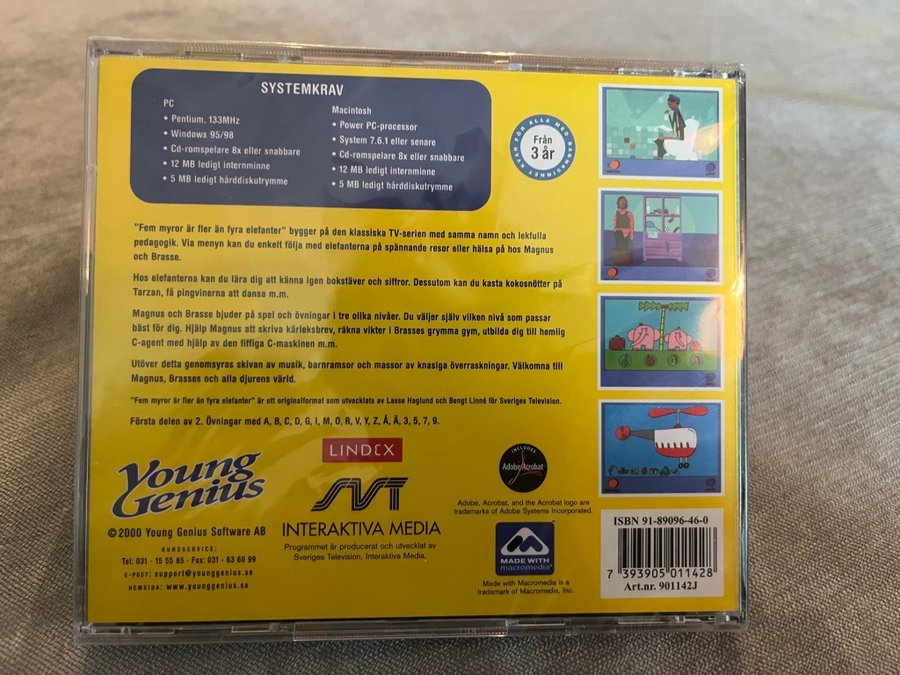 SYSTEMKRAV
PC
• Pentium, 133MHz
• Windows 95/98
• Cd-romspelare 8x eller snabbare
• 12 MB ledigt internminne
• 5 MB ledigt hårddiskutrymme
Macintosh
• Power PC-processor
• System 7.6.1 eller senare
• Cd-romspelare 8x eller snabbare
• 12 MB ledigt internminne
• 5 MB ledigt hårddiskutrymme
FÖR ALLA MED BARNASINNET KVAR
Från
3 år
"Fem myror är fler än fyra elefanter" bygger på den klassiska TV-serien med samma namn och lekfulla
pedagogik. Via menyn kan du enkelt följa med elefanterna på spännande resor eller hälsa på hos Magnus
och Brasse.
Hos elefanterna kan du lära dig att känna igen bokstäver och siffror. Dessutom kan du kasta kokosnötter på
Tarzan, få pingvinerna att dansa m.m.
Magnus och Brasse bjuder på spel och övningar i tre olika nivåer. Du väljer själv vilken nivå som passar
bäst för dig. Hjälp Magnus att skriva kärleksbrev, räkna vikter i Brasses grymma gym, utbilda dig till hemlig
C-agent med hjälp av den fiffiga C-maskinen m.m.
Utöver detta genomsyras skivan av musik, barnramsor och massor av knasiga överraskningar. Välkomna till
Magnus, Brasses och alla djurens värld.
"Fem myror är fler än fyra elefanter" är ett originalformat som utvecklats av Lasse Haglund och Bengt Linné för Sveriges Television.
Första delen av 2. Övningar med A, B, C, D, G, I, M, O, R, V, Y, Z, Å, Ä, 3, 5, 7, 9.
Young
Genius
©2000 Young Genius Software AB
KUNDSERVICE:
Tel: 031 - 15 55 85 • Fax: 031 - 63 60 99
E-POST: support@younggenius.se
HEMSIDA: www.younggenius.se
LINDEX
SVT
INTERAKTIVA MEDIA
Programmet är producerat och utvecklat av
Sveriges Television, Interaktiva Media.
INCLUDES
Adobe Acrobat
Adobe, Acrobat, and the Acrobat logo are
trademarks of Adobe Systems Incorporated.
MADE WITH
macromedia
Made with Macromedia is a
trademark of Macromedia, Inc.
ISBN 91-89096-46-0
7 393905 011428
Art.nr. 901142J